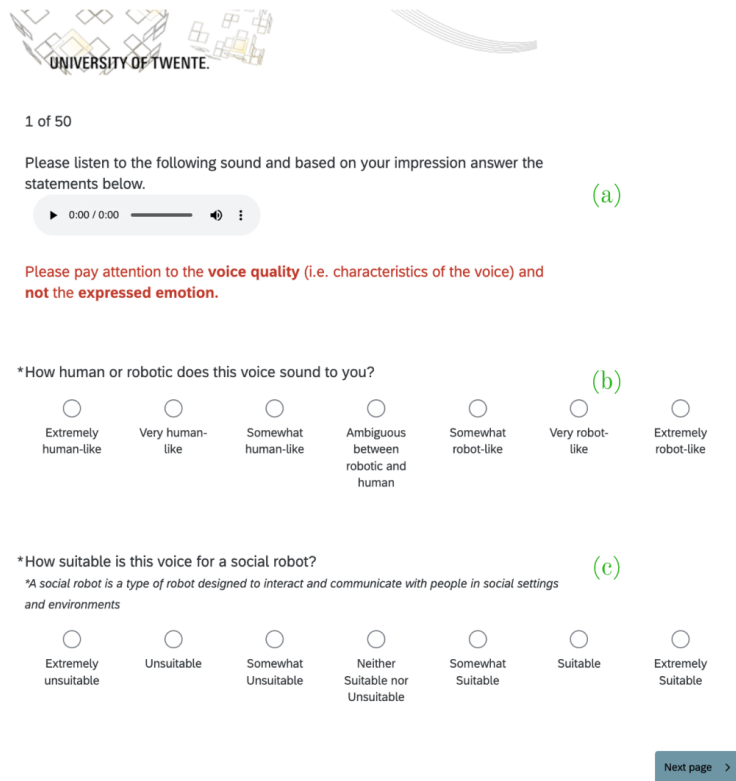 UNIVERSITY OF TWENTE.
1 of 50
Please listen to the following sound and based on your impression answer the
statements below.
(a)
0:00 / 0:00
Please pay attention to the voice quality (i.e. characteristics of the voice) and
not the expressed emotion.
*How human or robotic does this voice sound to you?
(b)
Extremely human-like
Very human-like
Somewhat human-like
Ambiguous between robotic and human
Somewhat robot-like
Very robot-like
Extremely robot-like
*How suitable is this voice for a social robot?
(c)
*A social robot is a type of robot designed to interact and communicate with people in social settings
and environments
Extremely unsuitable
Unsuitable
Somewhat Unsuitable
Neither Suitable nor Unsuitable
Somewhat Suitable
Suitable
Extremely Suitable
Next page